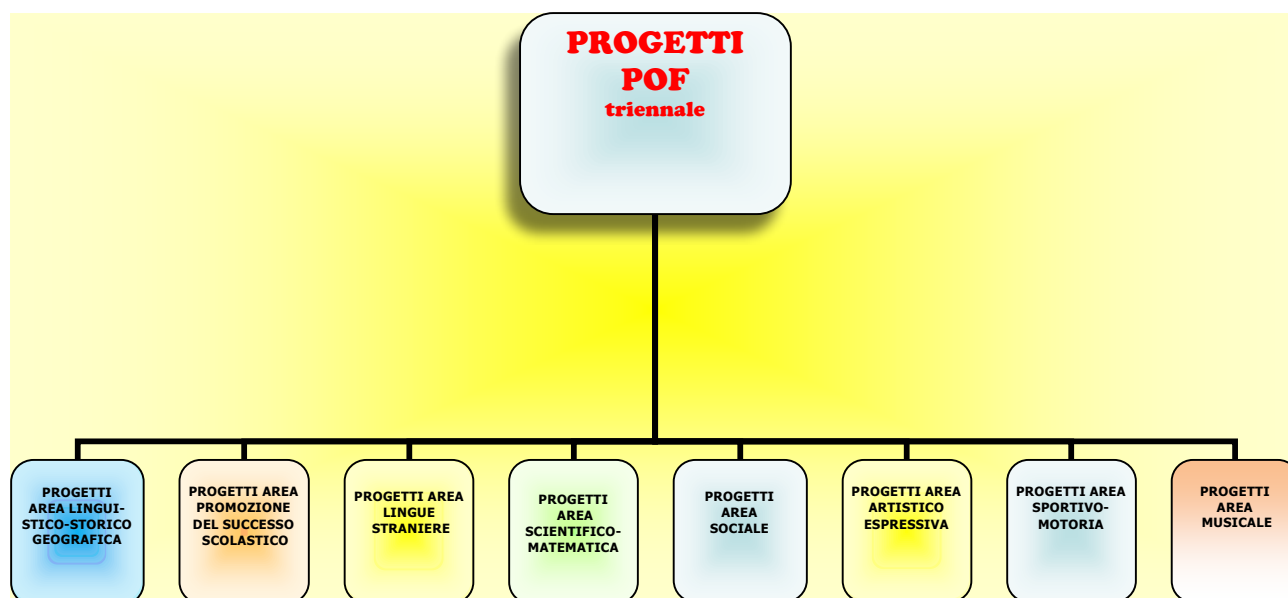 PROGETTI
POF
triennale
PROGETTI
AREA LINGUI-
STICO-STORICO
GEOGRAFICA
PROGETTI AREA
PROMOZIONE
DEL SUCCESSO
SCOLASTICO
PROGETTI AREA
LINGUE
STRANIERE
PROGETTI
AREA
SCIENTIFICO-
MATEMATICA
PROGETTI
AREA
SOCIALE
PROGETTI AREA
ARTISTICO
ESPRESSIVA
PROGETTI AREA
SPORTIVO-
MOTORIA
PROGETTI
AREA
MUSICALE